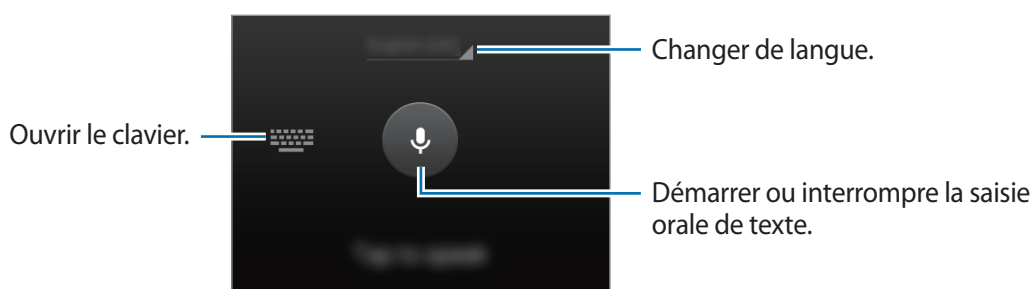 Changer de langue.
Ouvrir le clavier.
Démarrer ou interrompre la saisie
orale de texte.